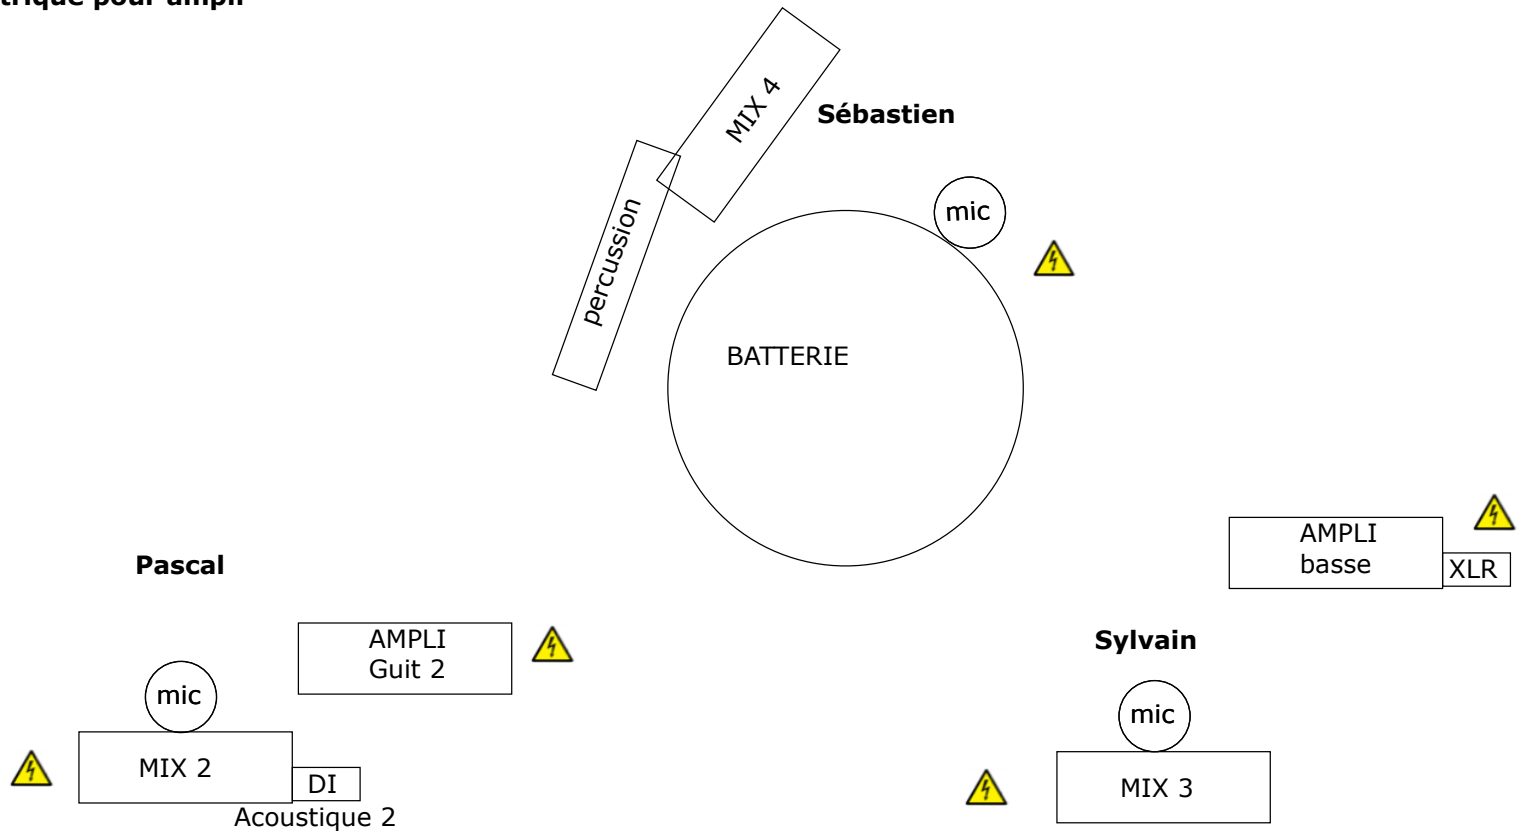 trique pour ampli
MIX 4
Sébastien
mic
percussion
BATTERIE
AMPLI
basse
XLR
Pascal
AMPLI
Guit 2
Sylvain
mic
mic
MIX 2
DI
MIX 3
Acoustique 2